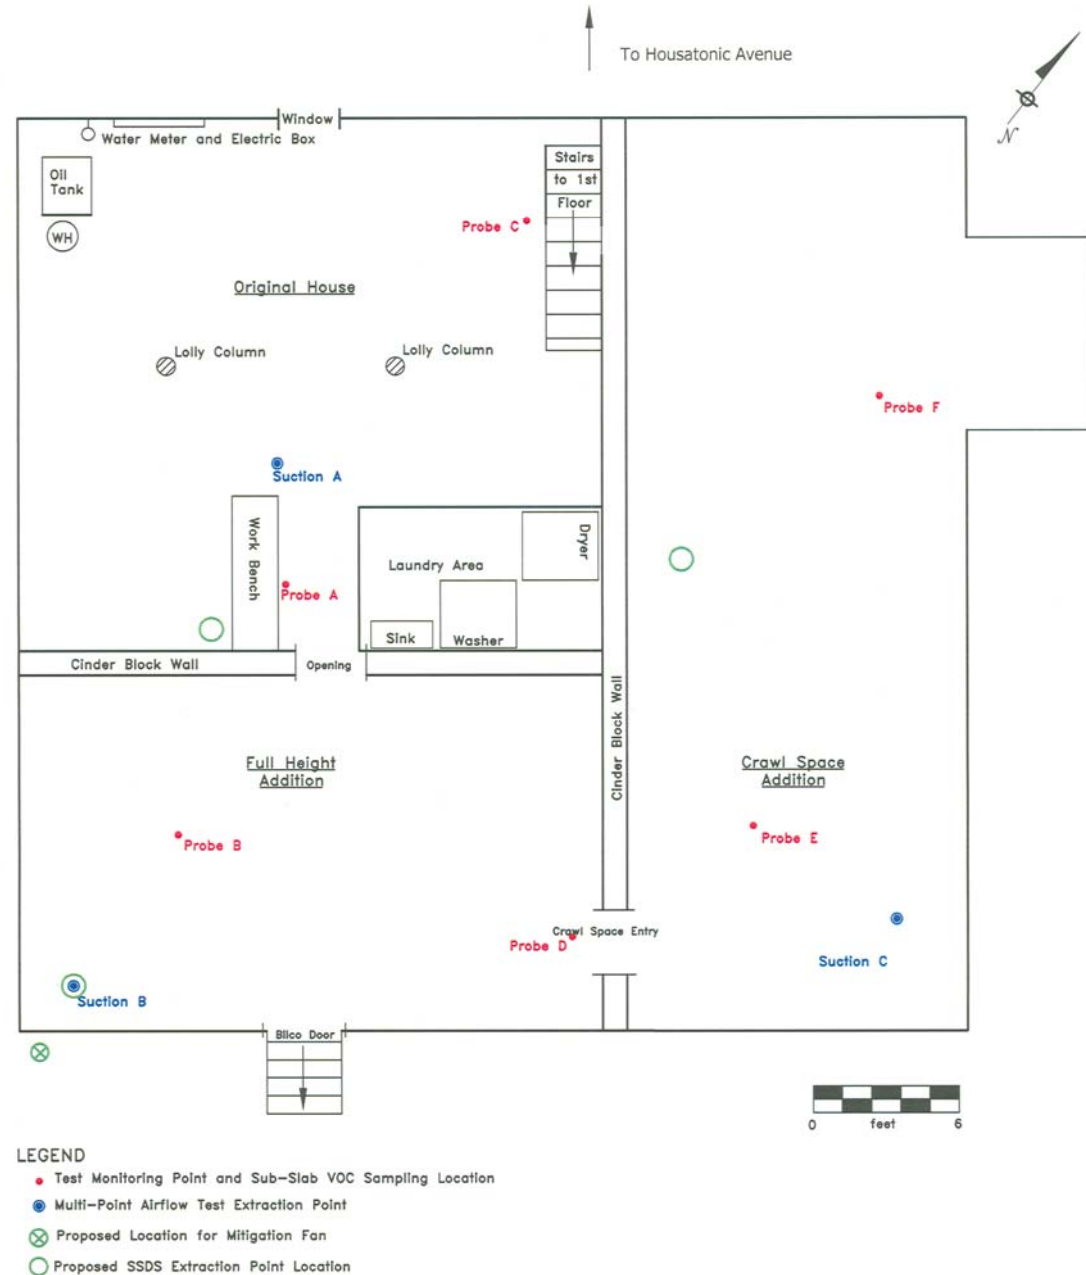 To Housatonic Avenue
N
Window
Water Meter and Electric Box
Oil
Tank
WH
Stairs
to 1st
Floor
Probe C
Original House
Lolly Column
Lolly Column
Probe F
Suction A
Work Bench
Dryer
Laundry Area
Probe A
Sink
Washer
Cinder Block Wall
Opening
Cinder Block Wall
Full Height
Addition
Crawl Space
Addition
Probe B
Probe E
Crawl Space Entry
Probe D
Suction C
Suction B
Bilco Door
0 feet 6
LEGEND
Test Monitoring Point and Sub-Slab VOC Sampling Location
Multi-Point Airflow Test Extraction Point
Proposed Location for Mitigation Fan
Proposed SSDS Extraction Point Location